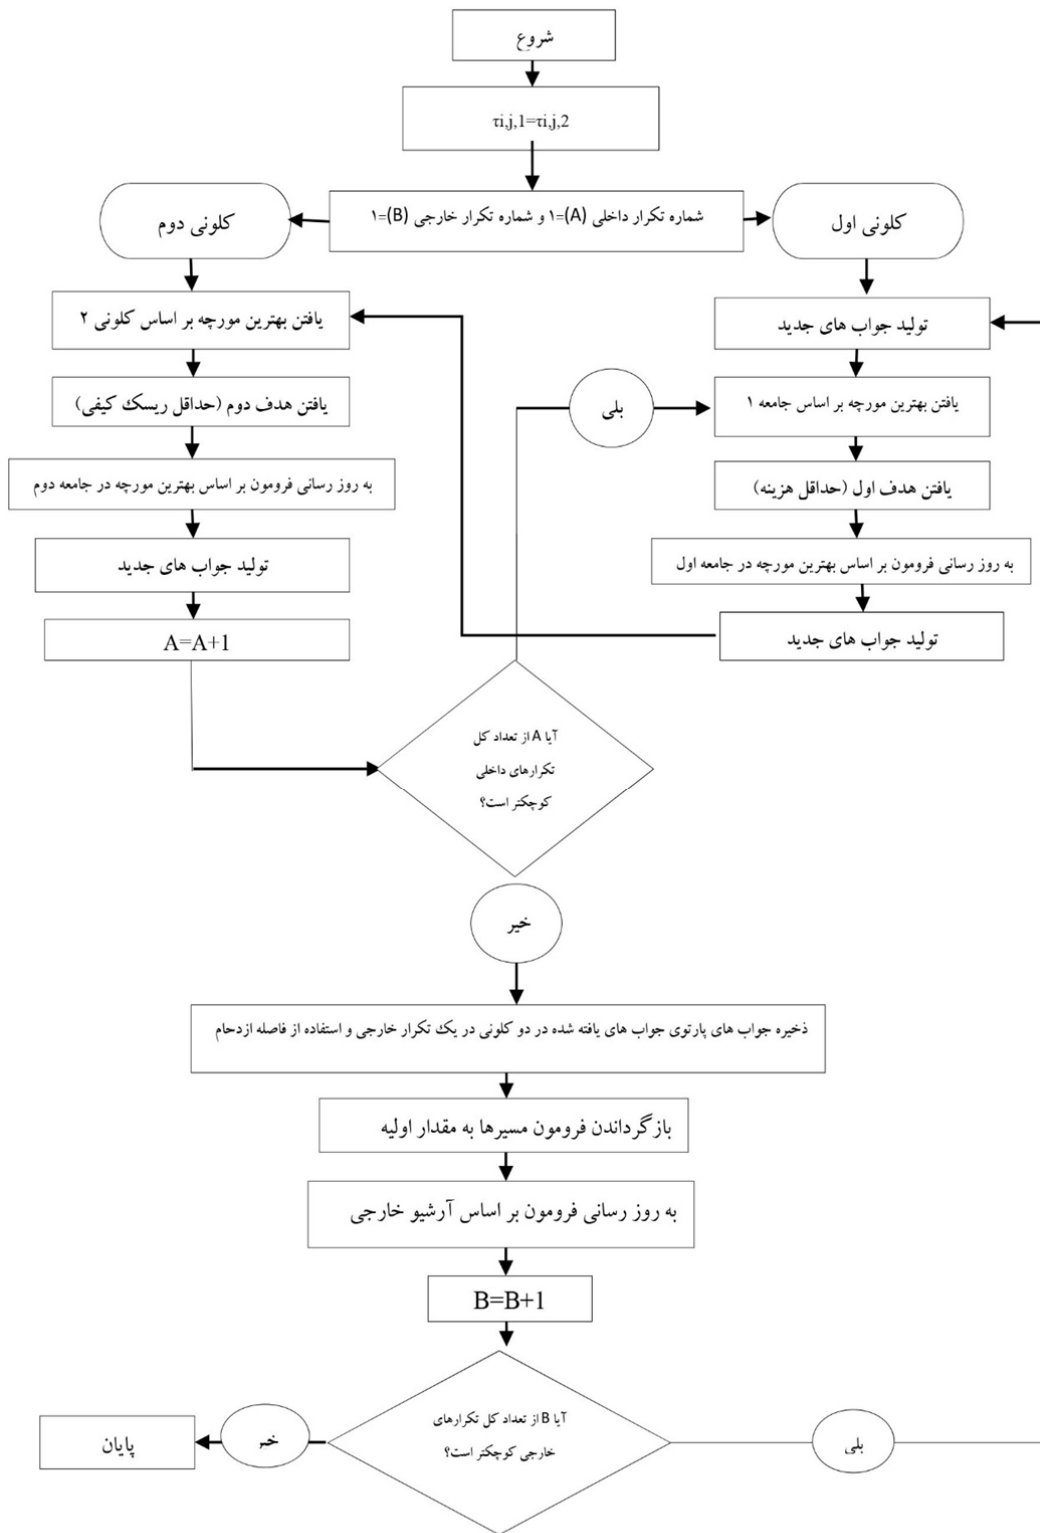 شروع
τi,j,1=τi,j,2
شماره تکرار داخلی (A)=۱ و شماره تکرار خارجی (B)=۱
کلونی اول
کلونی دوم
تولید جواب های جدید
یافتن بهترین مورچه بر اساس کلونی ۲
یافتن بهترین مورچه بر اساس جامعه ۱
بلی
یافتن هدف دوم (حداقل ریسک کیفی)
یافتن هدف اول (حداقل هزینه)
به روز رسانی فرومون بر اساس بهترین مورچه در جامعه دوم
به روز رسانی فرومون بر اساس بهترین مورچه در جامعه اول
تولید جواب های جدید
تولید جواب های جدید
A=A+1
آیا A از تعداد کل
تکرارهای داخلی
کوچکتر است؟
خیر
ذخیره جواب های پارتوی جواب های یافته شده در دو کلونی در یک تکرار خارجی و استفاده از فاصله ازدحام
بازگرداندن فرومون مسیرها به مقدار اولیه
به روز رسانی فرومون بر اساس آرشیو خارجی
B=B+1
آیا B از تعداد کل تکرارهای
خارجی کوچکتر است؟
بلی
خیر
پایان